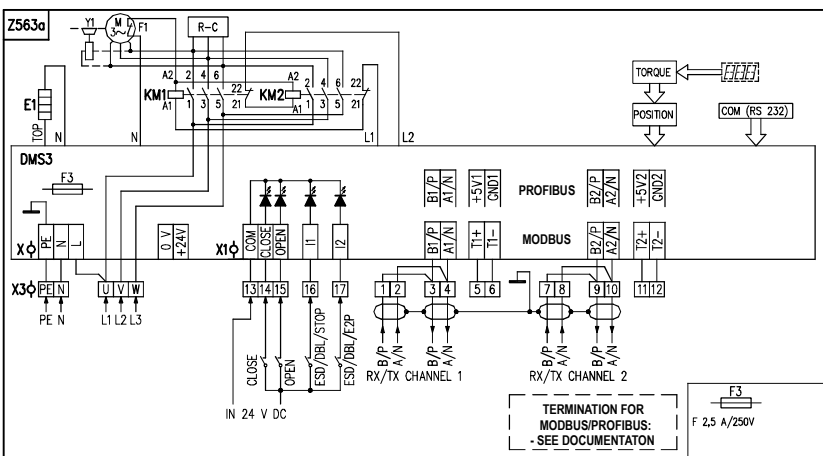 Z563a
Y1
M
3~
F1
R-C
TORQUE
POSITION
COM (RS 232)
A2 2 4 6
22
A2 2 4 6 22
E1
KM1
KM2
A1 1 3 5
21
A1 1 3 5 21
TOP
N
N
L1
L2
DMS3
F3
B1/P
A1/N
+5V1
GND1
PROFIBUS
B2/P
A2/N
+5V2
GND2
X
PE
N
L
0 V
+24V
X1
COM
CLOSE
OPEN
I1
I2
B1/P
A1/N
T1+
T1-
MODBUS
B2/P
A2/N
T2+
T2-
X3
PE N
U V W
13 14 15
16
17
1 2
3 4
5 6
7 8
9 10
11 12
PE N
L1 L2 L3
CLOSE
OPEN
ESD/DBL/STOP
ESD/DBL/E2P
B/P
A/N
B/P
A/N
B/P
A/N
B/P
A/N
RX/TX CHANNEL 1
RX/TX CHANNEL 2
IN 24 V DC
TERMINATION FOR
MODBUS/PROFIBUS:
- SEE DOCUMENTATON
F3
F 2,5 A/250V